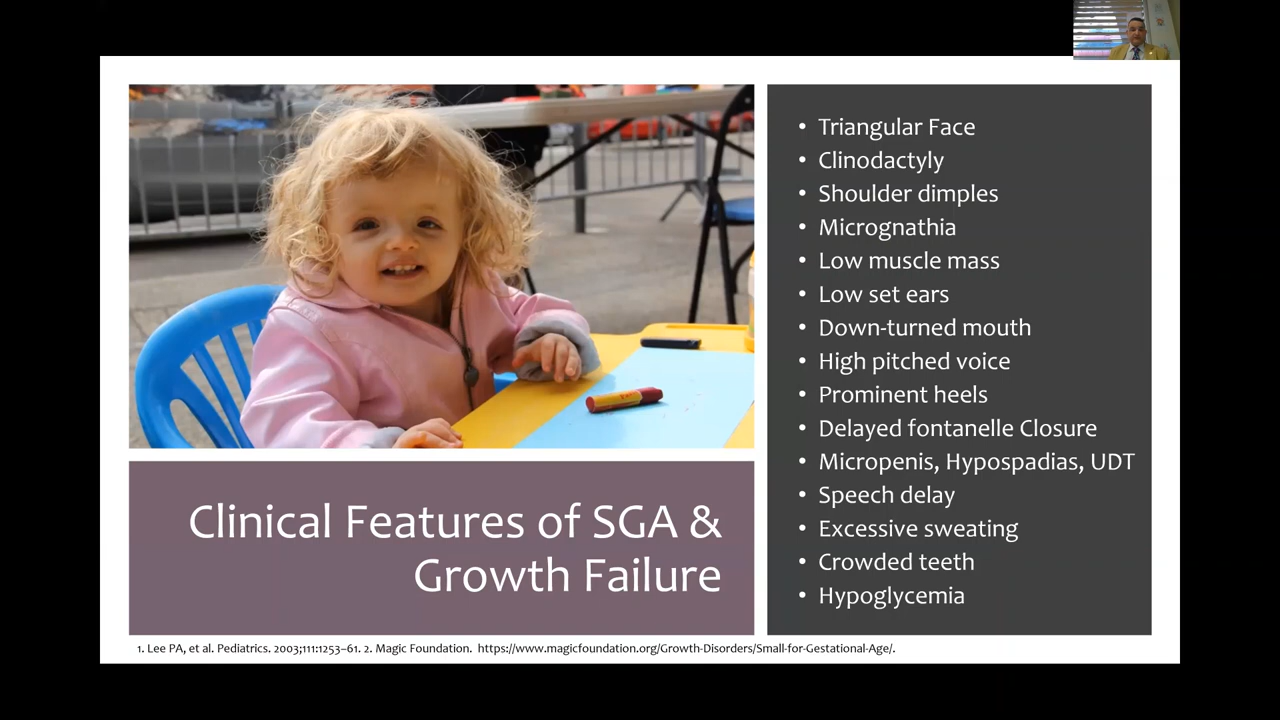 Triangular Face
Clinodactyly
Shoulder dimples
Micrognathia
Low muscle mass
Low set ears
Down-turned mouth
High pitched voice
Prominent heels
Delayed fontanelle Closure
Micropenis, Hypospadias, UDT
Speech delay
Excessive sweating
Crowded teeth
Hypoglycemia
Clinical Features of SGA &
Growth Failure
1. Lee PA, et al. Pediatrics. 2003;111:1253–61. 2. Magic Foundation. https://www.magicfoundation.org/Growth-Disorders/Small-for-Gestational-Age/.